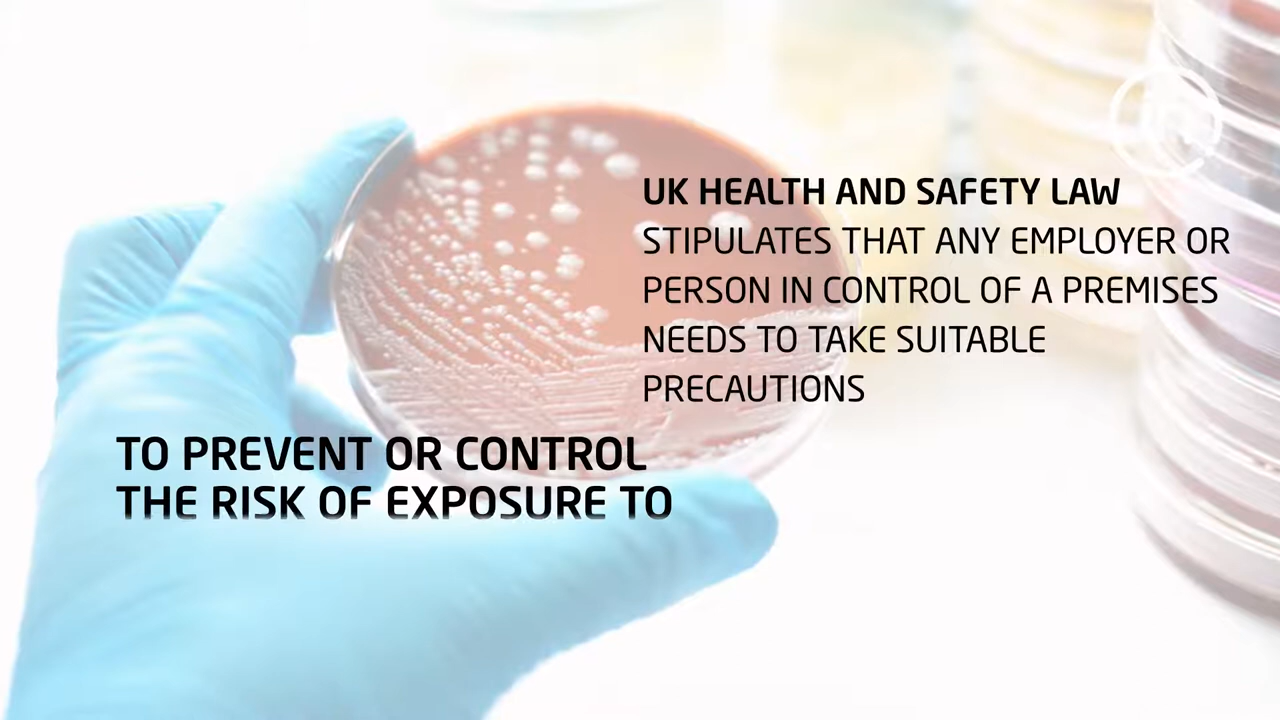 UK HEALTH AND SAFETY LAW
STIPULATES THAT ANY EMPLOYER OR
PERSON IN CONTROL OF A PREMISES
NEEDS TO TAKE SUITABLE
PRECAUTIONS
TO PREVENT OR CONTROL
THE RISK OF EXPOSURE TO